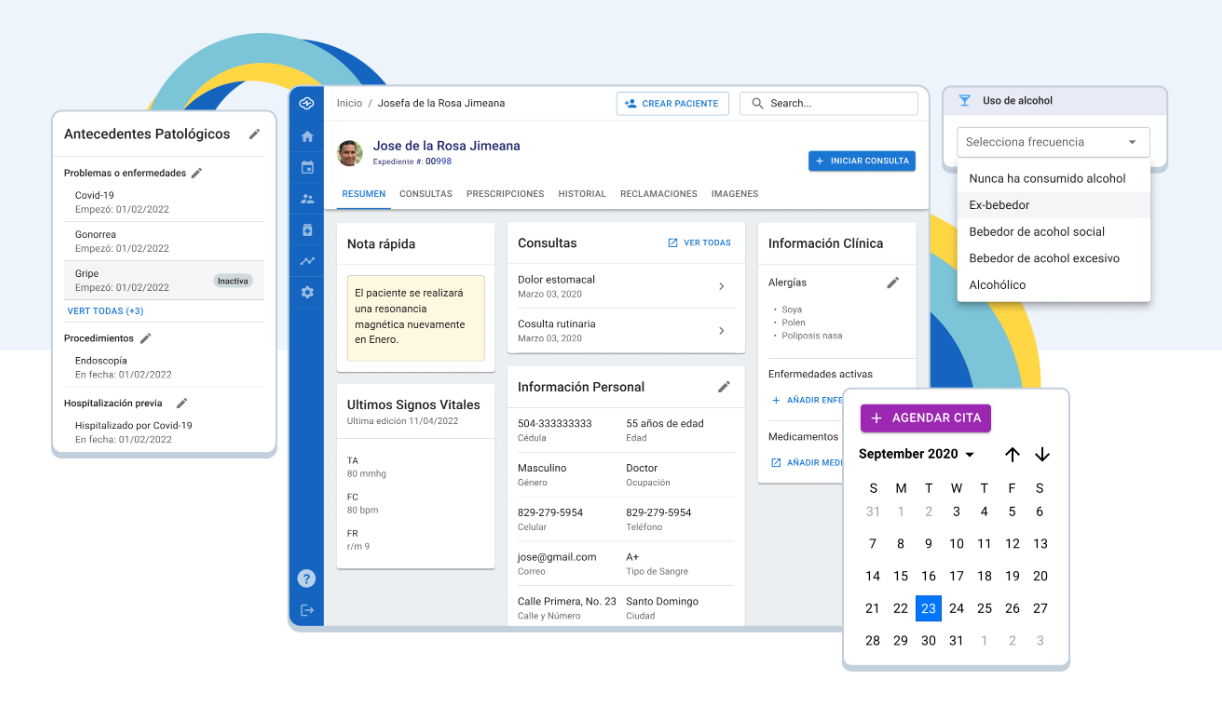 Antecedentes Patológicos
Problemas o enfermedades
Covid-19
Empezó: 01/02/2022
Gonorrea
Empezó: 01/02/2022
Gripe
Empezó: 01/02/2022
Inactiva
VERT TODAS (+3)
Procedimientos
Endoscopía
En fecha: 01/02/2022
Hospitalización previa
Hispitalizado por Covid-19
En fecha: 01/02/2022
Inicio / Josefa de la Rosa Jimeana
CREAR PACIENTE
Search...
Jose de la Rosa Jimeana
Expediente #: 00998
+ INICIAR CONSULTA
RESUMEN CONSULTAS PRESCRIPCIONES HISTORIAL RECLAMACIONES IMAGENES
Nota rápida
El paciente se realizará
una resonancia
magnética nuevamente
en Enero.
Ultimos Signos Vitales
Ultima edición 11/04/2022
TA
80 mmhg
FC
80 bpm
FR
r/m 9
Consultas
VER TODAS
Dolor estomacal
Marzo 03, 2020
Cosulta rutinaria
Marzo 03, 2020
Información Personal
504-333333333 55 años de edad
Cédula Edad
Masculino Doctor
Género Ocupación
829-279-5954 829-279-5954
Celular Teléfono
jose@gmail.com A+
Correo Tipo de Sangre
Calle Primera, No. 23 Santo Domingo
Calle y Número Ciudad
Información Clínica
Alergías
• Soya
• Polen
• Poliposis nasa
Enfermedades activas
+ AÑADIR ENFE
Medicamentos
AÑADIR MEDI
Uso de alcohol
Selecciona frecuencia
Nunca ha consumido alcohol
Ex-bebedor
Bebedor de acohol social
Bebedor de acohol excesivo
Alcohólico
+ AGENDAR CITA
September 2020
S M T W T F S
31 1 2 3 4 5 6
7 8 9 10 11 12 13
14 15 16 17 18 19 20
21 22 23 24 25 26 27
28 29 30 31 1 2 3
?